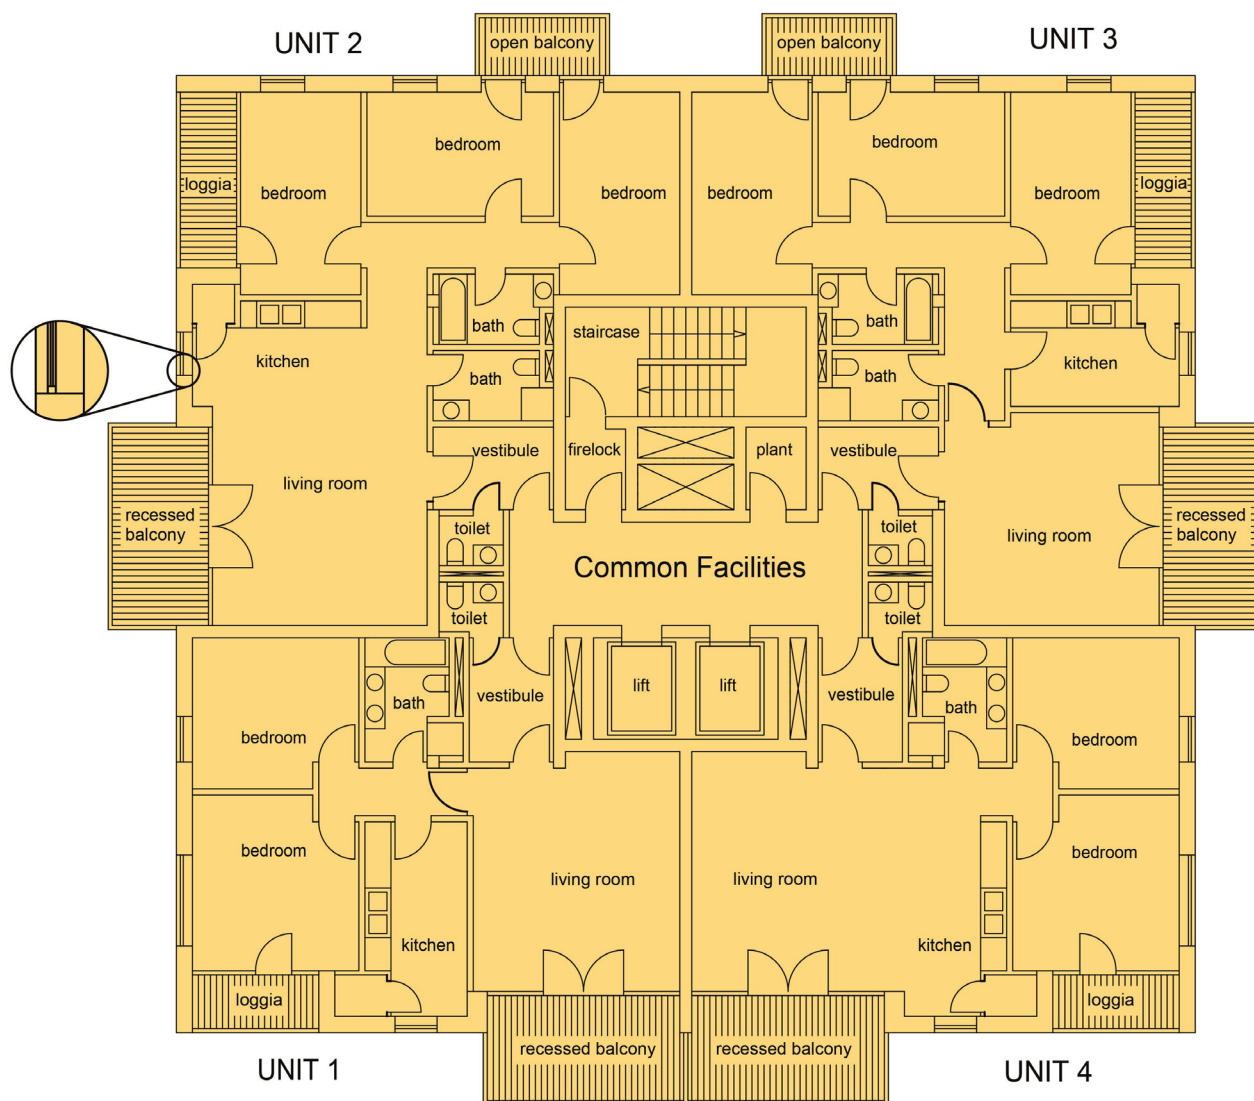 UNIT 2
open balcony
open balcony
UNIT 3
bedroom
bedroom
loggia
bedroom
bedroom
bedroom
bedroom
loggia
bath
staircase
bath
kitchen
bath
bath
kitchen
vestibule
firelock
plant
vestibule
living room
recessed
balcony
toilet
toilet
living room
recessed
balcony
Common Facilities
toilet
toilet
bedroom
bath
vestibule
lift
lift
vestibule
bath
bedroom
bedroom
living room
living room
bedroom
kitchen
kitchen
loggia
loggia
recessed balcony
recessed balcony
UNIT 1
UNIT 4